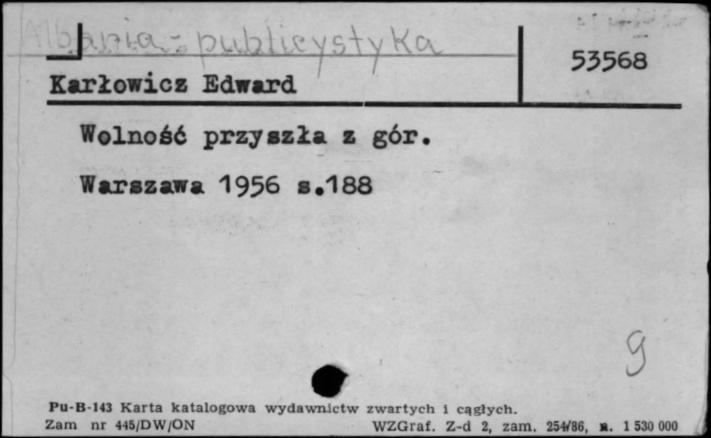 Albania - publicystyka
53568
Karłowicz Edward
Wolność przyszła z gór.
Warszawa 1956 s.188
9
Pu-B-143 Karta katalogowa wydawnictw zwartych i cągłych.
Zam nr 445/DW/ON WZGraf. Z-d 2, zam. 254/86, n. 1 530 000